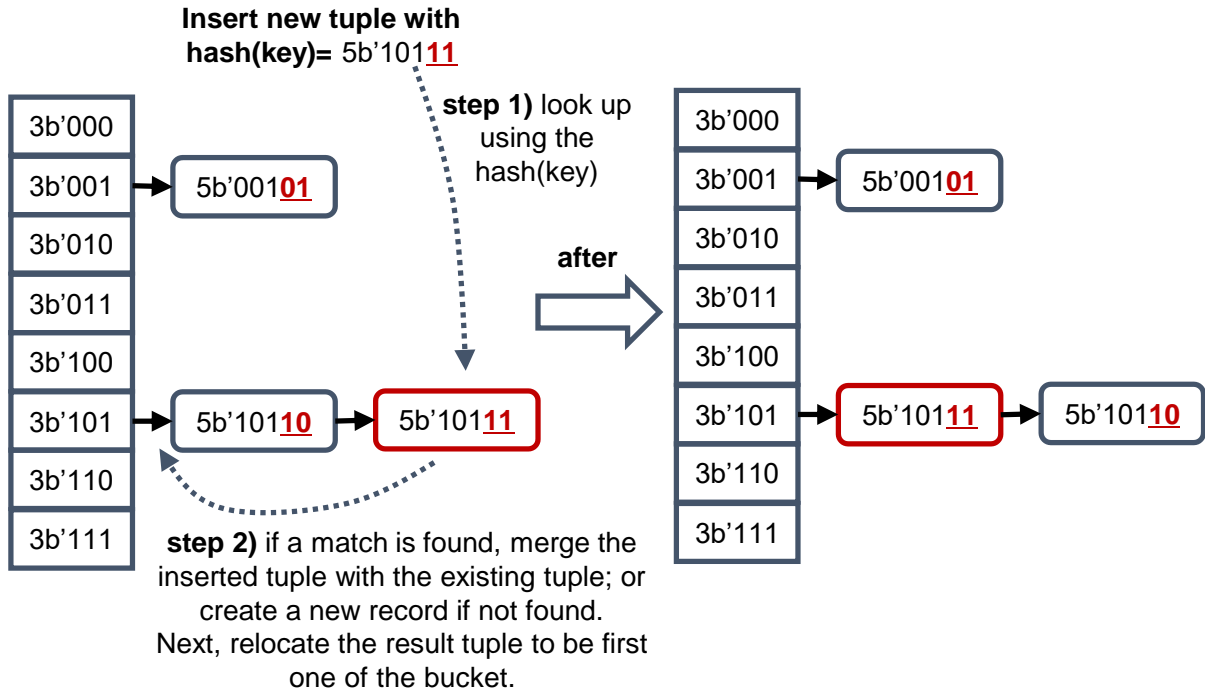 Insert new tuple with
hash(key)= 5b'10111
step 1) look up
using the
hash(key)
3b'000
3b'001
5b'00101
3b'010
3b'011
3b'100
3b'101
5b'10110
5b'10111
3b'110
3b'111
step 2) if a match is found, merge the
inserted tuple with the existing tuple; or
create a new record if not found.
Next, relocate the result tuple to be first
one of the bucket.
after
3b'000
3b'001
5b'00101
3b'010
3b'011
3b'100
3b'101
5b'10111
5b'10110
3b'110
3b'111